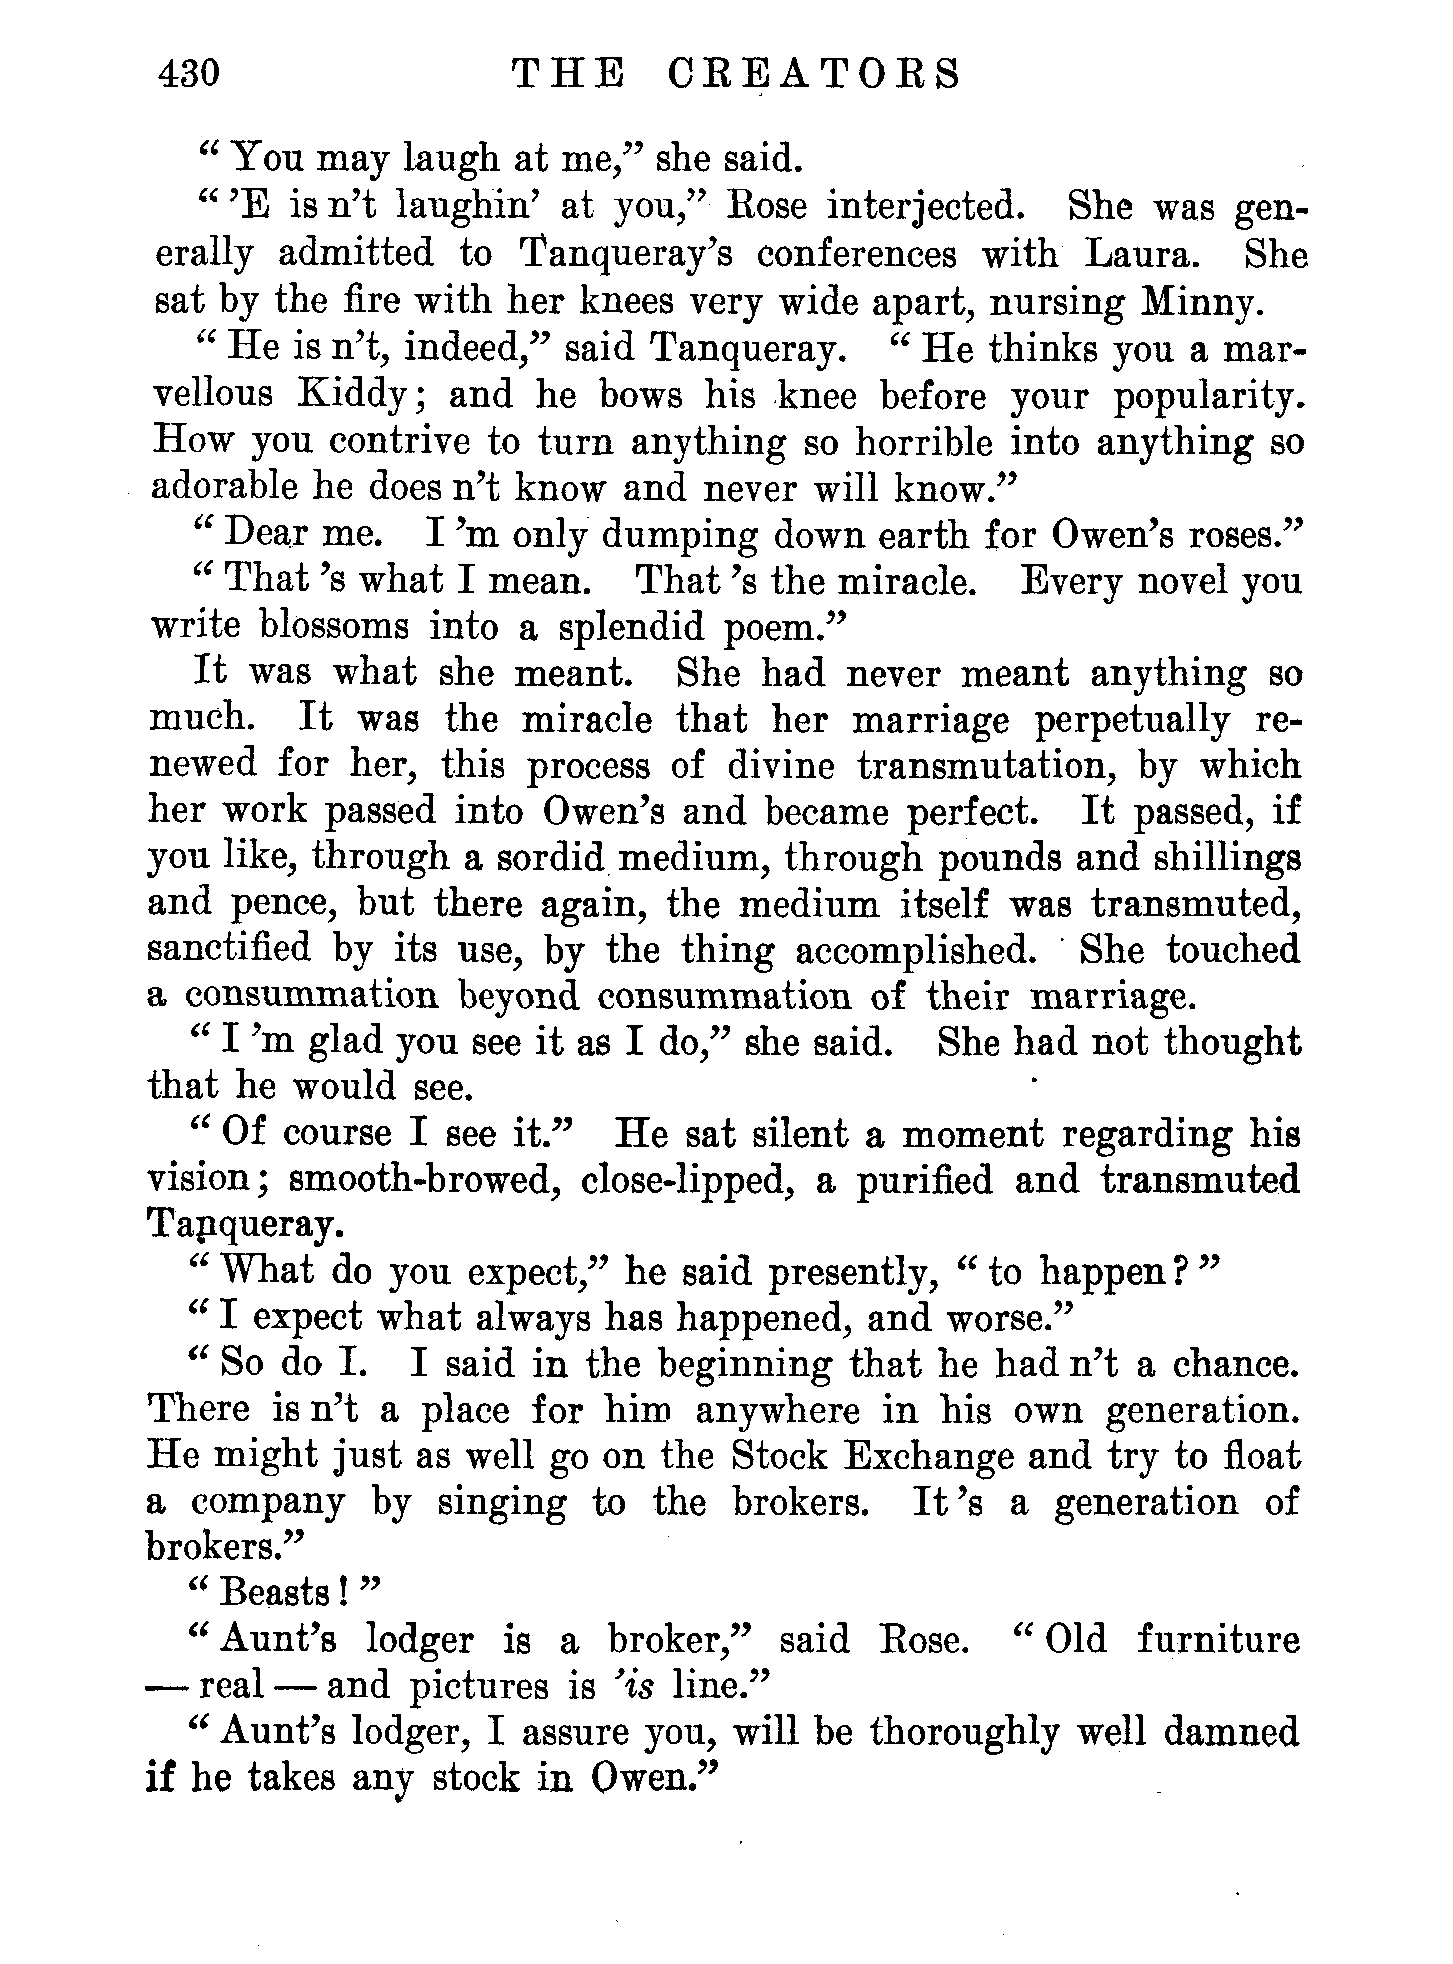 430 THE CREATORS
“ You may laugh at me,” she said.
“ ’E is n’t laughin’ at you,” Rose interjected. She was gen-
erally admitted to Tanqueray’s conferences with Laura. She
sat by the fire with her knees very wide apart, nursing Minny.
“ He is n’t, indeed,” said Tanqueray. “ He thinks you a mar-
vellous Kiddy; and he bows his knee before your popularity.
How you contrive to turn anything so horrible into anything so
adorable he does n’t know and never will know.”
“ Dear me. I ’m only dumping down earth for Owen’s roses.”
“ That ’s what I mean. That ’s the miracle. Every novel you
write blossoms into a splendid poem.”
It was what she meant. She had never meant anything so
much. It was the miracle that her marriage perpetually re-
newed for her, this process of divine transmutation, by which
her work passed into Owen’s and became perfect. It passed, if
you like, through a sordid medium, through pounds and shillings
and pence, but there again, the medium itself was transmuted,
sanctified by its use, by the thing accomplished. She touched
a consummation beyond consummation of their marriage.
“ I ’m glad you see it as I do,” she said. She had not thought
that he would see.
“ Of course I see it.” He sat silent a moment regarding his
vision; smooth-browed, close-lipped, a purified and transmuted
Tanqueray.
“ What do you expect,” he said presently, “ to happen? ”
“ I expect what always has happened, and worse.”
“ So do I. I said in the beginning that he had n’t a chance.
There is n’t a place for him anywhere in his own generation.
He might just as well go on the Stock Exchange and try to float
a company by singing to the brokers. It ’s a generation of
brokers.”
“ Beasts! ”
“ Aunt’s lodger is a broker,” said Rose. “ Old furniture
— real — and pictures is ’is line.”
“ Aunt’s lodger, I assure you, will be thoroughly well damned
if he takes any stock in Owen.”